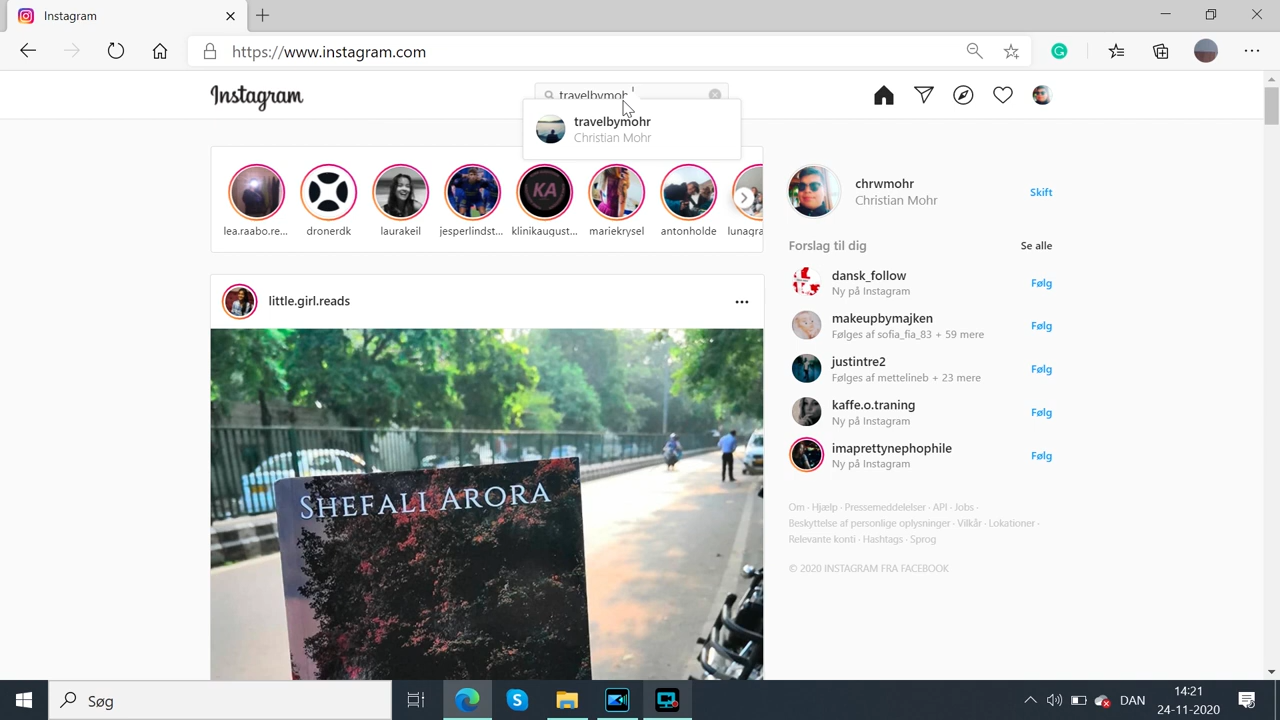 Instagram
https://www.instagram.com
Instagram
travelbymoh
travelbymohr
Christian Mohr
lea.raabo.re...
dronerdk
laurakeil
jesperlindst...
klinikaugust...
mariekrysel
antonholde
lunagra
KA
chrwmohr
Christian Mohr
Skift
Forslag til dig
Se alle
dansk_follow
Ny på Instagram
Følg
makeupbymajken
Følges af sofia_fia_83 + 59 mere
Følg
justintre2
Følges af mettelineb + 23 mere
Følg
kaffe.o.traning
Ny på Instagram
Følg
imaprettynephophile
Ny på Instagram
Følg
little.girl.reads
SHEFALI ARORA
Om · Hjælp · Pressemeddelelser · API · Jobs ·
Beskyttelse af personlige oplysninger · Vilkår · Lokationer ·
Relevante konti · Hashtags · Sprog
© 2020 INSTAGRAM FRA FACEBOOK
Søg
DAN
14:21
24-11-2020